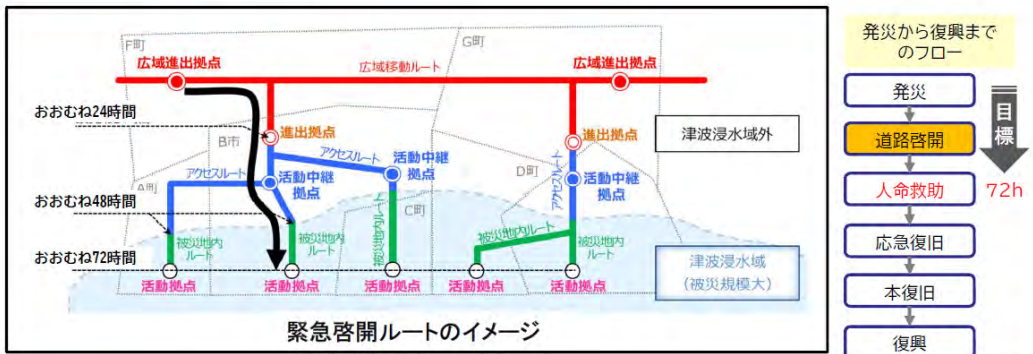 F町
G町
広域進出拠点
広域移動ルート
広域進出拠点
おおむね24時間
進出拠点
進出拠点
津波浸水域外
B市
アクセスルート
活動中継
拠点
アクセスルート
D町
アクセスルート
活動中継
拠点
活動中継
拠点
A町
おおむね48時間
C町
被災地内
ルート
被災地内
ルート
被災地内ルート
被災地内ルート
被災地内
ルート
おおむね72時間
津波浸水域
(被災規模大)
活動拠点
活動拠点
活動拠点
活動拠点
活動拠点
緊急啓開ルートのイメージ
発災から復興まで
のフロー
発災
道路啓開
人命救助
応急復旧
本復旧
復興
目標
72h